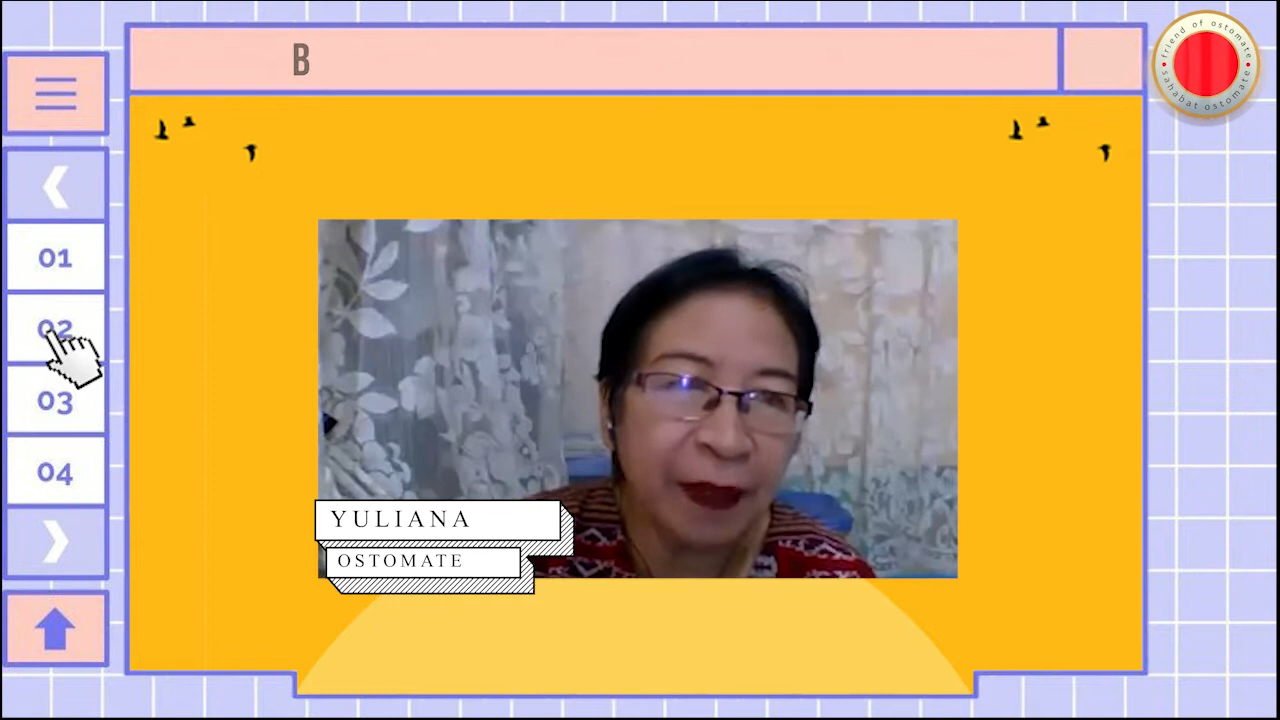 B
friend of ostomate
sahabat ostomate
01
02
03
04
YULIANA
OSTOMATE